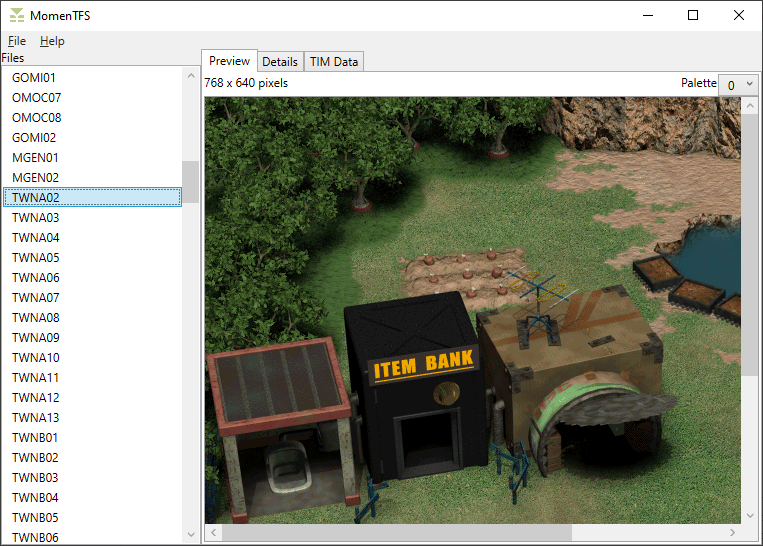 MomenTFS
File Help
Files
GOMI01
OMOC07
OMOC08
GOMI02
MGEN01
MGEN02
TWNA02
TWNA03
TWNA04
TWNA05
TWNA06
TWNA07
TWNA08
TWNA09
TWNA10
TWNA11
TWNA12
TWNA13
TWNB01
TWNB02
TWNB03
TWNB04
TWNB05
TWNB06
Preview Details TIM Data
768 x 640 pixels Palette 0
ITEM BANK